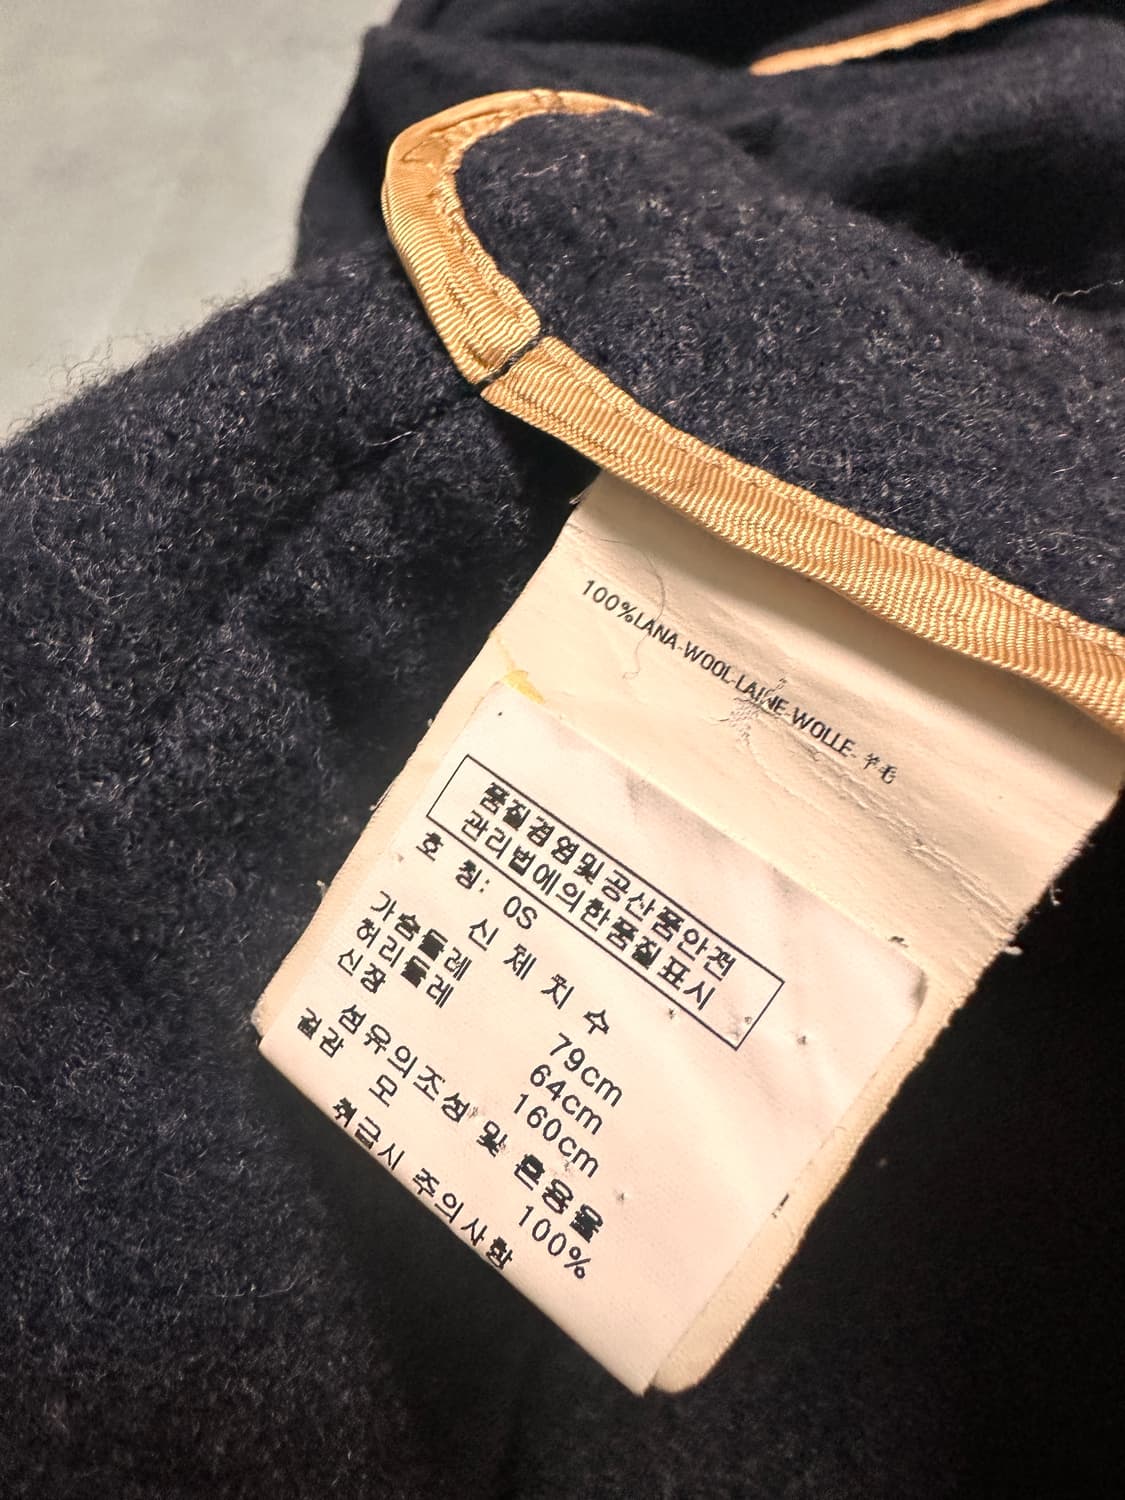 100%LANA-WOOL-LAINE-WOLLE-羊毛
품질경영및공산품안전
관리법에의한품질표시
호 칭: OS
신 체 치 수
가슴둘레 79cm
허리둘레 64cm
신장 160cm
섬유의조성 및 혼용율
겉감 모 100%
취급시 주의사항